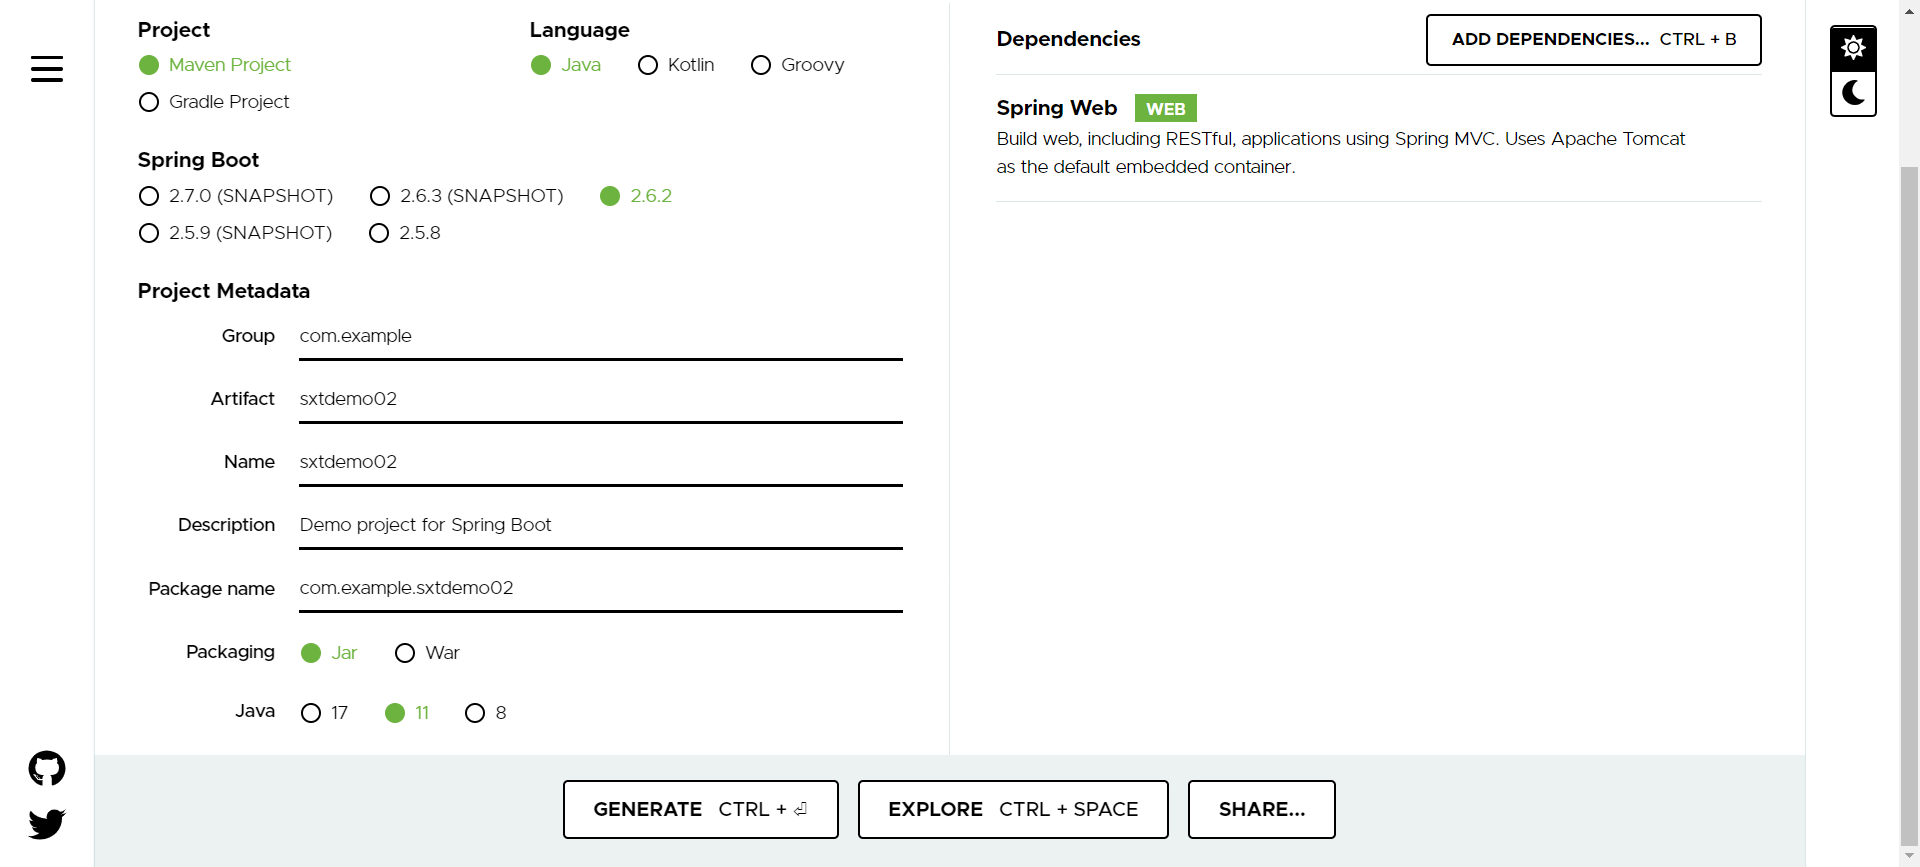 Project
Maven Project
Gradle Project
Language
Java Kotlin Groovy
Spring Boot
2.7.0 (SNAPSHOT) 2.6.3 (SNAPSHOT) 2.6.2
2.5.9 (SNAPSHOT) 2.5.8
Project Metadata
Group com.example
Artifact sxtdemo02
Name sxtdemo02
Description Demo project for Spring Boot
Package name com.example.sxtdemo02
Packaging Jar War
Java 17 11 8
Dependencies
ADD DEPENDENCIES... CTRL + B
Spring Web WEB
Build web, including RESTful, applications using Spring MVC. Uses Apache Tomcat
as the default embedded container.
GENERATE CTRL + ⏎
EXPLORE CTRL + SPACE
SHARE...